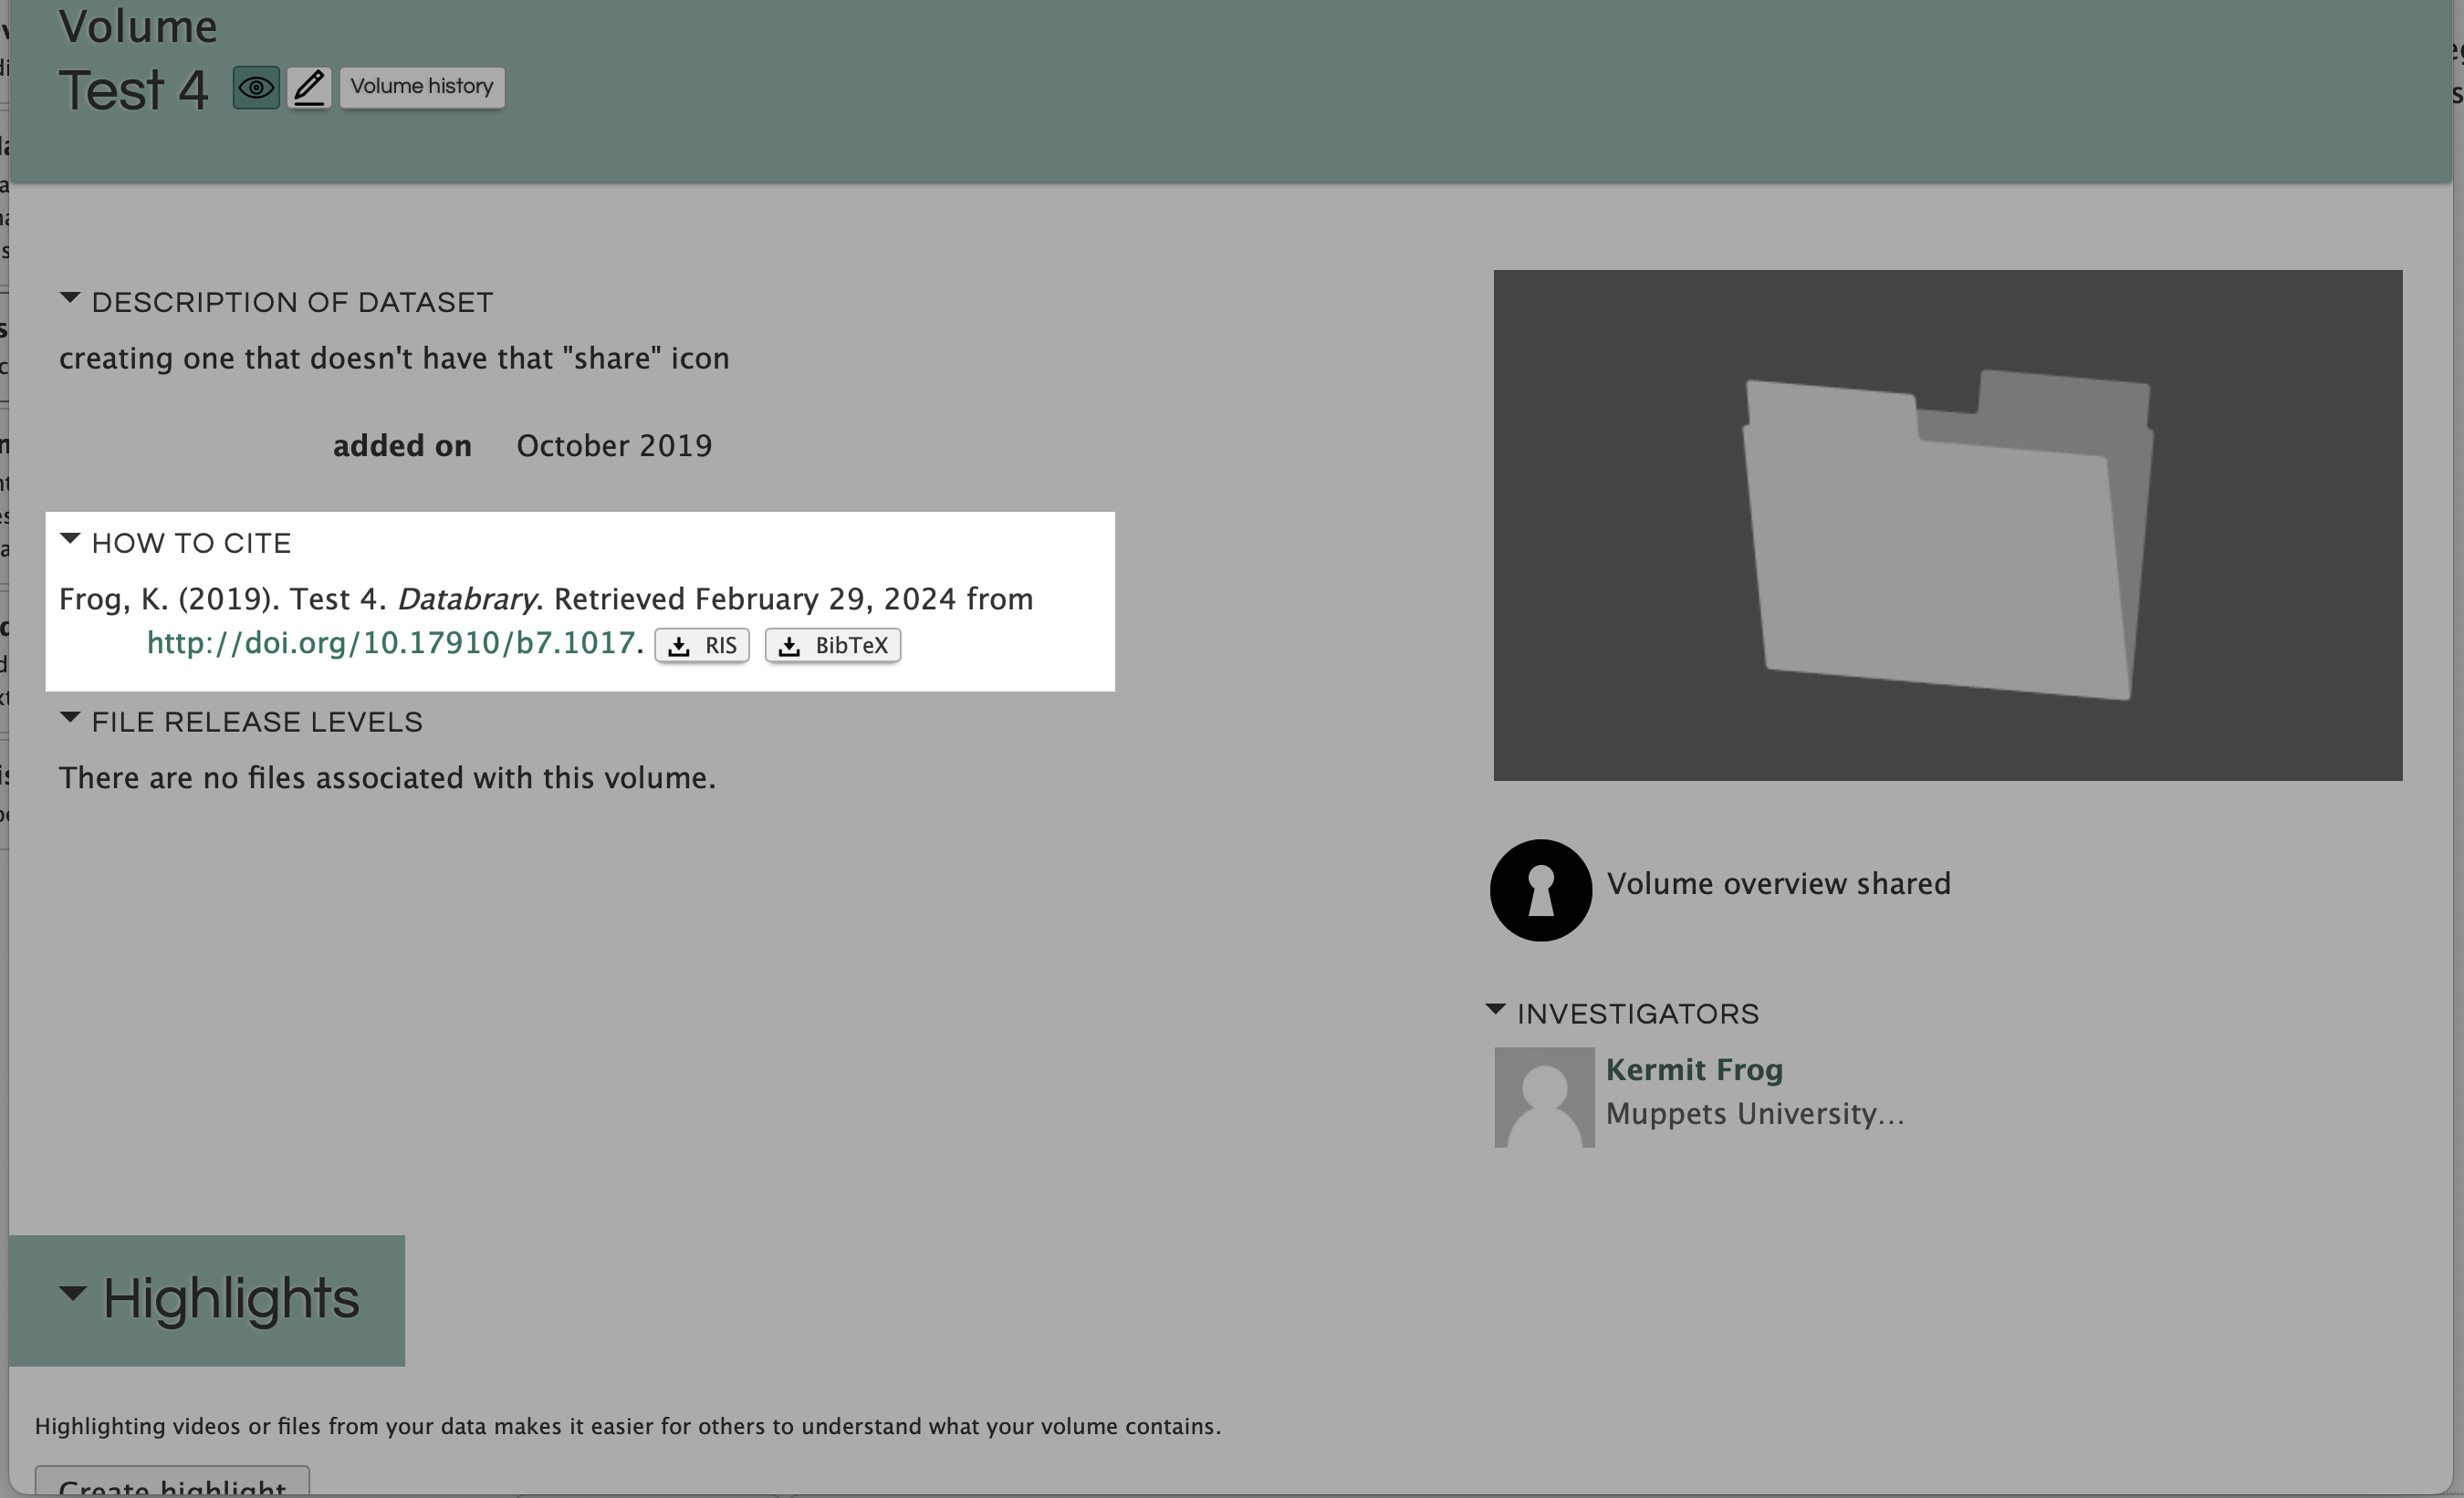 Volume
Test 4
Volume history
DESCRIPTION OF DATASET
creating one that doesn't have that "share" icon
added on October 2019
HOW TO CITE
Frog, K. (2019). Test 4. Databrary. Retrieved February 29, 2024 from
http://doi.org/10.17910/b7.1017. RIS BibTeX
FILE RELEASE LEVELS
There are no files associated with this volume.
Volume overview shared
INVESTIGATORS
Kermit Frog
Muppets University...
Highlights
Highlighting videos or files from your data makes it easier for others to understand what your volume contains.
Create highlight